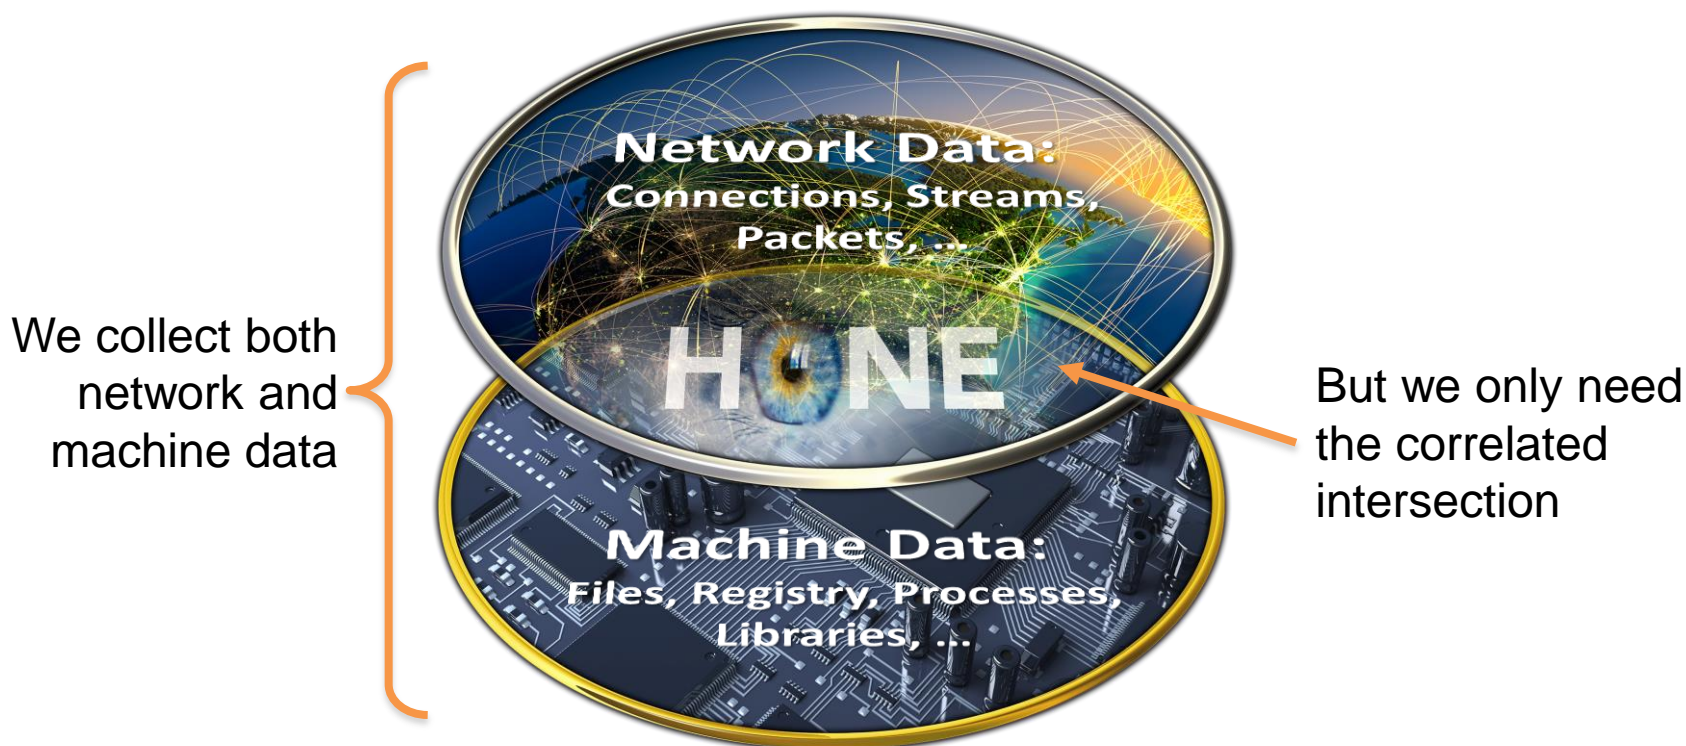 We collect both
network and
machine data
Network Data:
Connections, Streams,
Packets, ...
HONE
Machine Data:
Files, Registry, Processes,
Libraries, ...
But we only need
the correlated
intersection